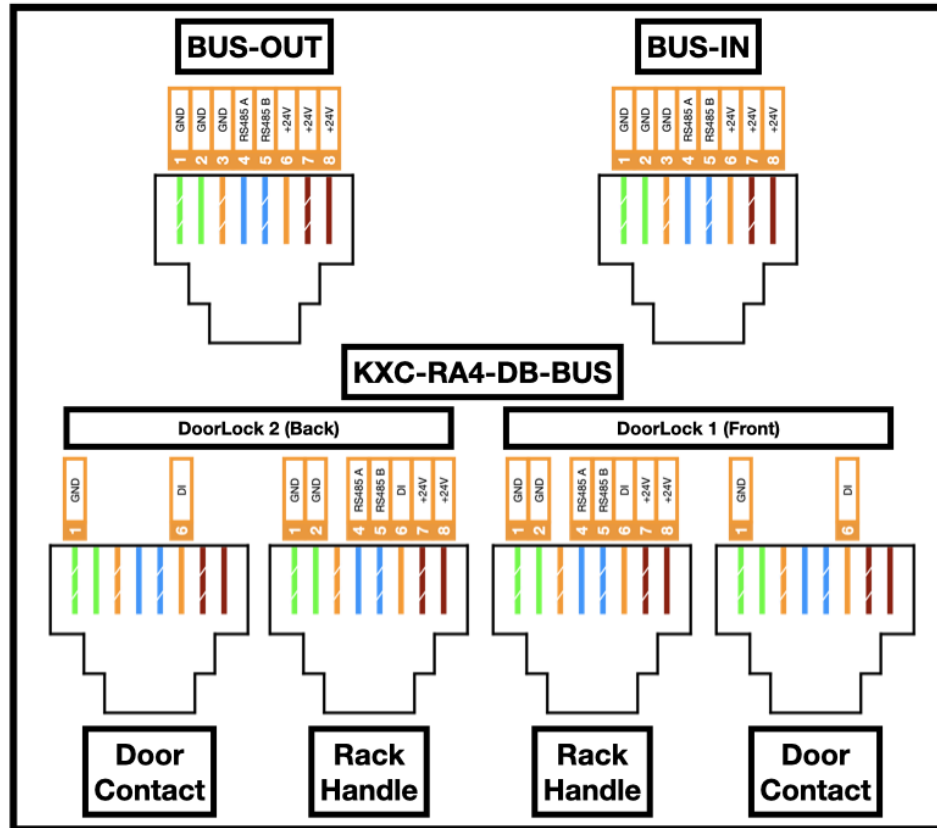 BUS-OUT
BUS-IN
GND
GND
GND
RS485 A
RS485 B
+24V
+24V
+24V
1 2 3 4 5 6 7 8
GND
GND
GND
RS485 A
RS485 B
+24V
+24V
+24V
1 2 3 4 5 6 7 8
KXC-RA4-DB-BUS
DoorLock 2 (Back)
DoorLock 1 (Front)
GND
DI
1 6
GND
GND
RS485 A
RS485 B
DI
+24V
+24V
1 2 4 5 6 7 8
GND
GND
RS485 A
RS485 B
DI
+24V
+24V
1 2 4 5 6 7 8
GND
DI
1 6
Door
Contact
Rack
Handle
Rack
Handle
Door
Contact